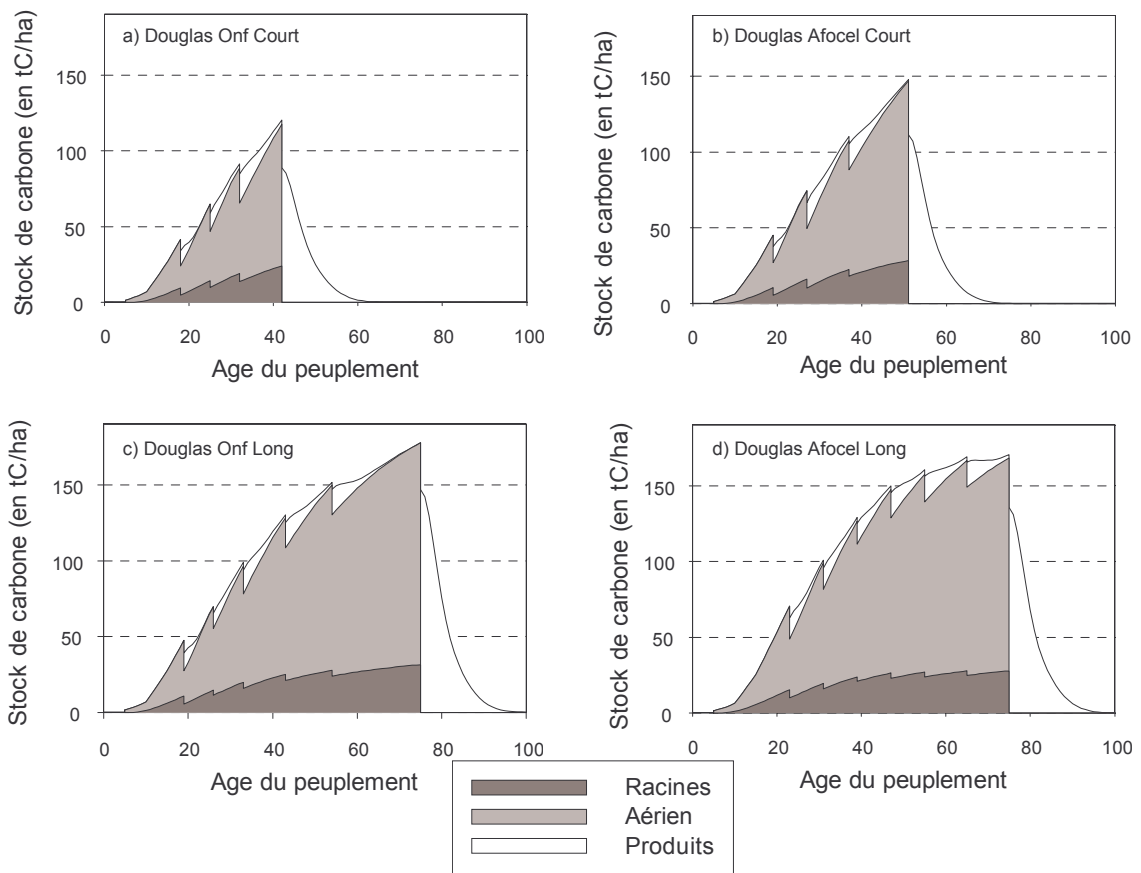 a) Douglas Onf Court
Stock de carbone (en tC/ha)
150
100
50
0
0 20 40 60 80 100
Age du peuplement
b) Douglas Afocel Court
Stock de carbone (en tC/ha)
150
100
50
0
0 20 40 60 80 100
Age du peuplement
c) Douglas Onf Long
Stock de carbone (en tC/ha)
150
100
50
0
0 20 40 60 80 100
Age du peuplement
d) Douglas Afocel Long
Stock de carbone (en tC/ha)
150
100
50
0
0 20 40 60 80 100
Age du peuplement
Racines
Aérien
Produits